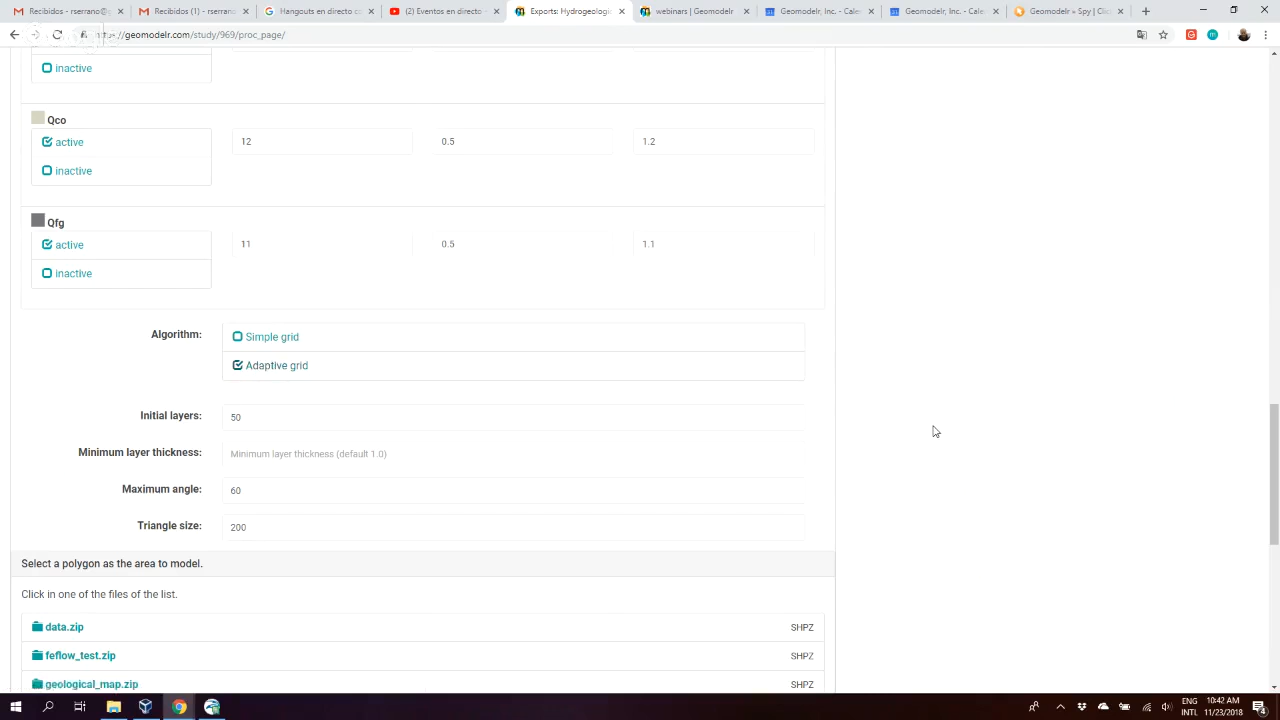 Recibidos - rserrano@g
Recibidos (1) - rserran
Hangouts en directo co
(2) Eventos en directo -
Exports: Hydrogeologic
webinars | Geomodelr,
Geomodelr, Inc. - Cale
Geomodelr, Inc. - Cale
Geomodelr » Spy | Clic
https://geomodelr.com/study/969/proc_page/
inactive
Qco
active 12 0.5 1.2
inactive
Qfg
active 11 0.5 1.1
inactive
Algorithm: Simple grid
Adaptive grid
Initial layers: 50
Minimum layer thickness: Minimum layer thickness (default 1.0)
Maximum angle: 60
Triangle size: 200
Select a polygon as the area to model.
Click in one of the files of the list.
data.zip SHPZ
feflow_test.zip SHPZ
geological_map.zip SHPZ
ENG 10:42 AM
INTL 11/23/2018
4